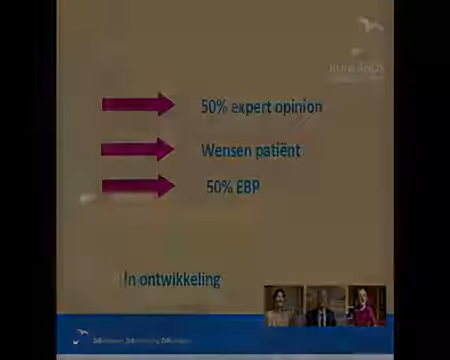 50% expert opinion
Wensen patiënt
50% EBP
In ontwikkeling